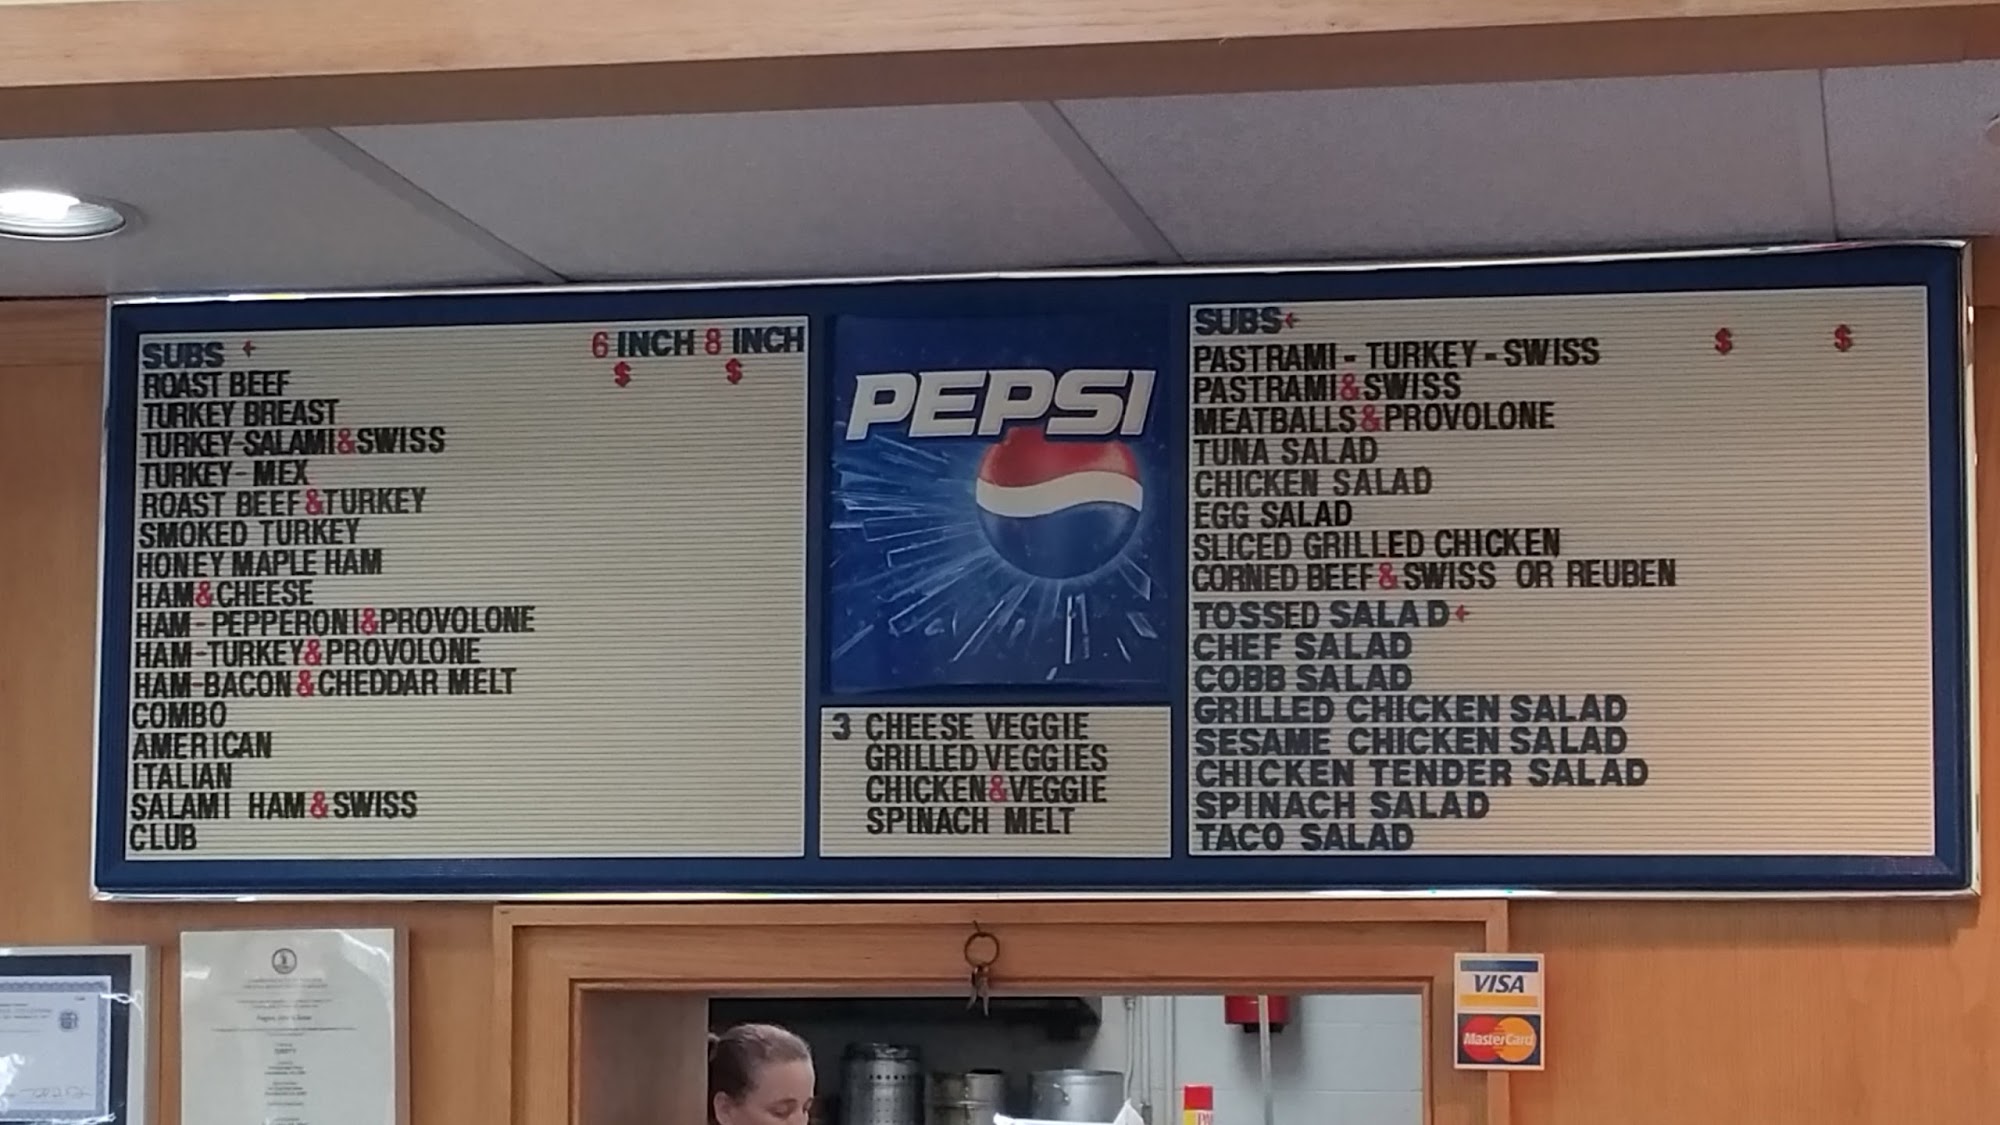 SUBS ← 6 INCH 8 INCH
$ $
ROAST BEEF
TURKEY BREAST
TURKEY-SALAMI&SWISS
TURKEY-MEX
ROAST BEEF&TURKEY
SMOKED TURKEY
HONEY MAPLE HAM
HAM&CHEESE
HAM-PEPPERONI&PROVOLONE
HAM-TURKEY&PROVOLONE
HAM-BACON&CHEDDAR MELT
COMBO
AMERICAN
ITALIAN
SALAMI HAM&SWISS
CLUB
PEPSI
3 CHEESE VEGGIE
GRILLED VEGGIES
CHICKEN&VEGGIE
SPINACH MELT
SUBS←
$ $
PASTRAMI-TURKEY-SWISS
PASTRAMI&SWISS
MEATBALLS&PROVOLONE
TUNA SALAD
CHICKEN SALAD
EGG SALAD
SLICED GRILLED CHICKEN
CORNED BEEF&SWISS OR REUBEN
TOSSED SALAD←
CHEF SALAD
COBB SALAD
GRILLED CHICKEN SALAD
SESAME CHICKEN SALAD
CHICKEN TENDER SALAD
SPINACH SALAD
TACO SALAD
VISA
MasterCard